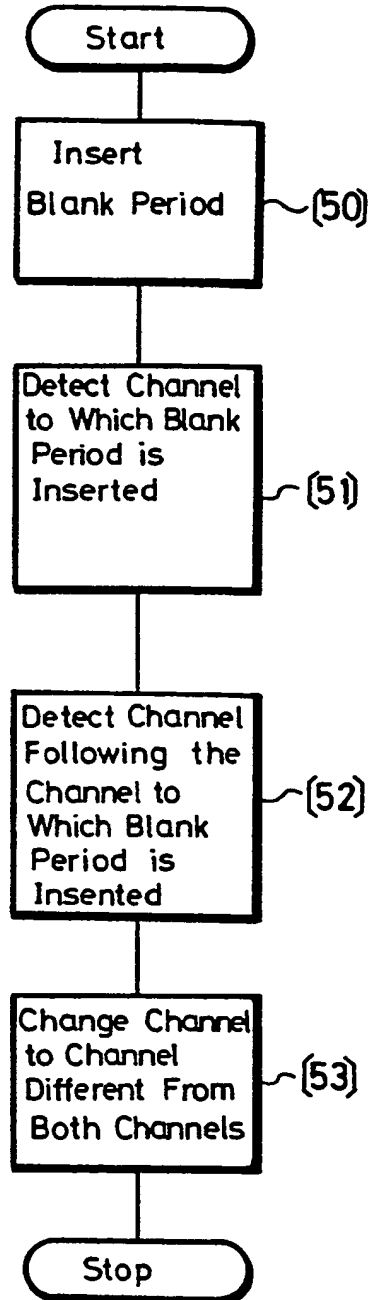 Start
Insert
Blank Period
(50)
Detect Channel
to Which Blank
Period is
Inserted
(51)
Detect Channel
Following the
Channel to
Which Blank
Period is
Insented
(52)
Change Channel
to Channel
Different From
Both Channels
(53)
Stop